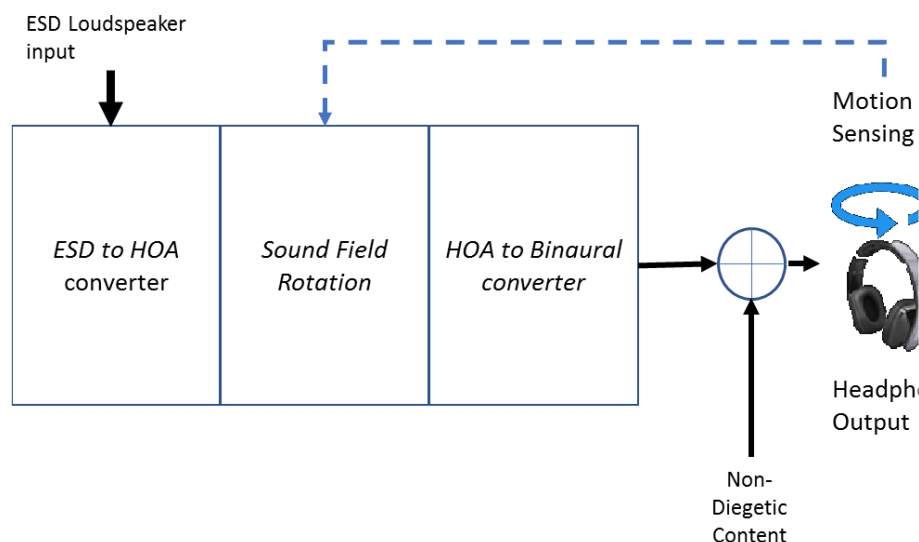 ESD Loudspeaker
input
Motion
Sensing
ESD to HOA
converter
Sound Field
Rotation
HOA to Binaural
converter
Output
Non-
Diegetic
Content